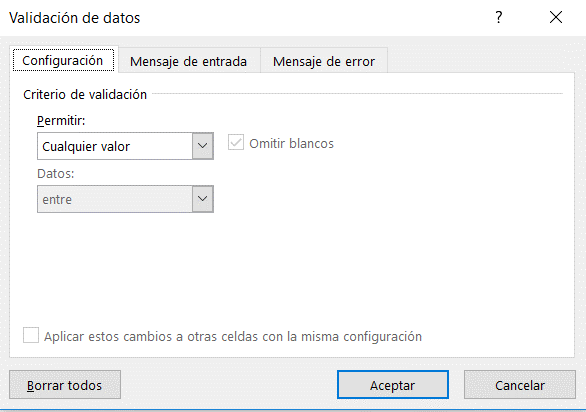 Validación de datos ?
Configuración Mensaje de entrada Mensaje de error
Criterio de validación
Permitir:
Cualquier valor Omitir blancos
Datos:
entre
Aplicar estos cambios a otras celdas con la misma configuración
Borrar todos Aceptar Cancelar